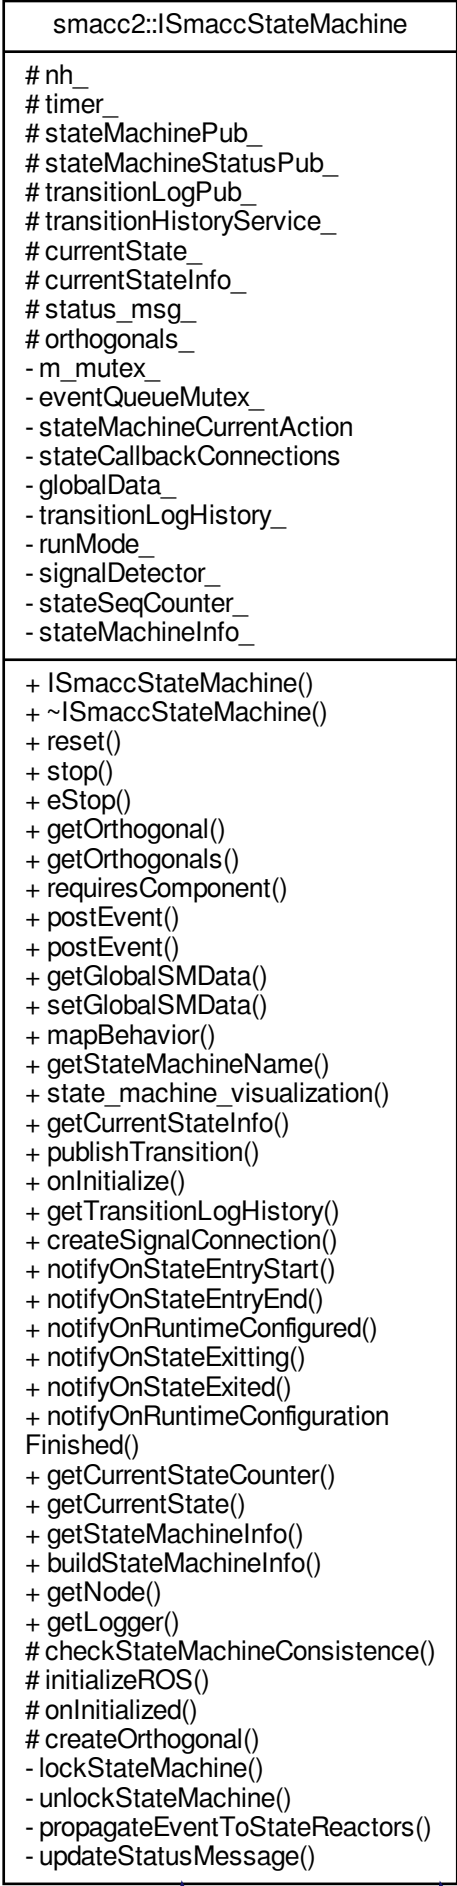 smacc2::ISmaccStateMachine
# nh_
# timer_
# stateMachinePub_
# stateMachineStatusPub_
# transitionLogPub_
# transitionHistoryService_
# currentState_
# currentStateInfo_
# status_msg_
# orthogonals_
- m_mutex_
- eventQueueMutex_
- stateMachineCurrentAction
- stateCallbackConnections
- globalData_
- transitionLogHistory_
- runMode_
- signalDetector_
- stateSeqCounter_
- stateMachineInfo_
+ ISmaccStateMachine()
+ ~ISmaccStateMachine()
+ reset()
+ stop()
+ eStop()
+ getOrthogonal()
+ getOrthogonals()
+ requiresComponent()
+ postEvent()
+ postEvent()
+ getGlobalSMData()
+ setGlobalSMData()
+ mapBehavior()
+ getStateMachineName()
+ state_machine_visualization()
+ getCurrentStateInfo()
+ publishTransition()
+ onInitialize()
+ getTransitionLogHistory()
+ createSignalConnection()
+ notifyOnStateEntryStart()
+ notifyOnStateEntryEnd()
+ notifyOnRuntimeConfigured()
+ notifyOnStateExitting()
+ notifyOnStateExited()
+ notifyOnRuntimeConfiguration
Finished()
+ getCurrentStateCounter()
+ getCurrentState()
+ getStateMachineInfo()
+ buildStateMachineInfo()
+ getNode()
+ getLogger()
# checkStateMachineConsistence()
# initializeROS()
# onInitialized()
# createOrthogonal()
- lockStateMachine()
- unlockStateMachine()
- propagateEventToStateReactors()
- updateStatusMessage()